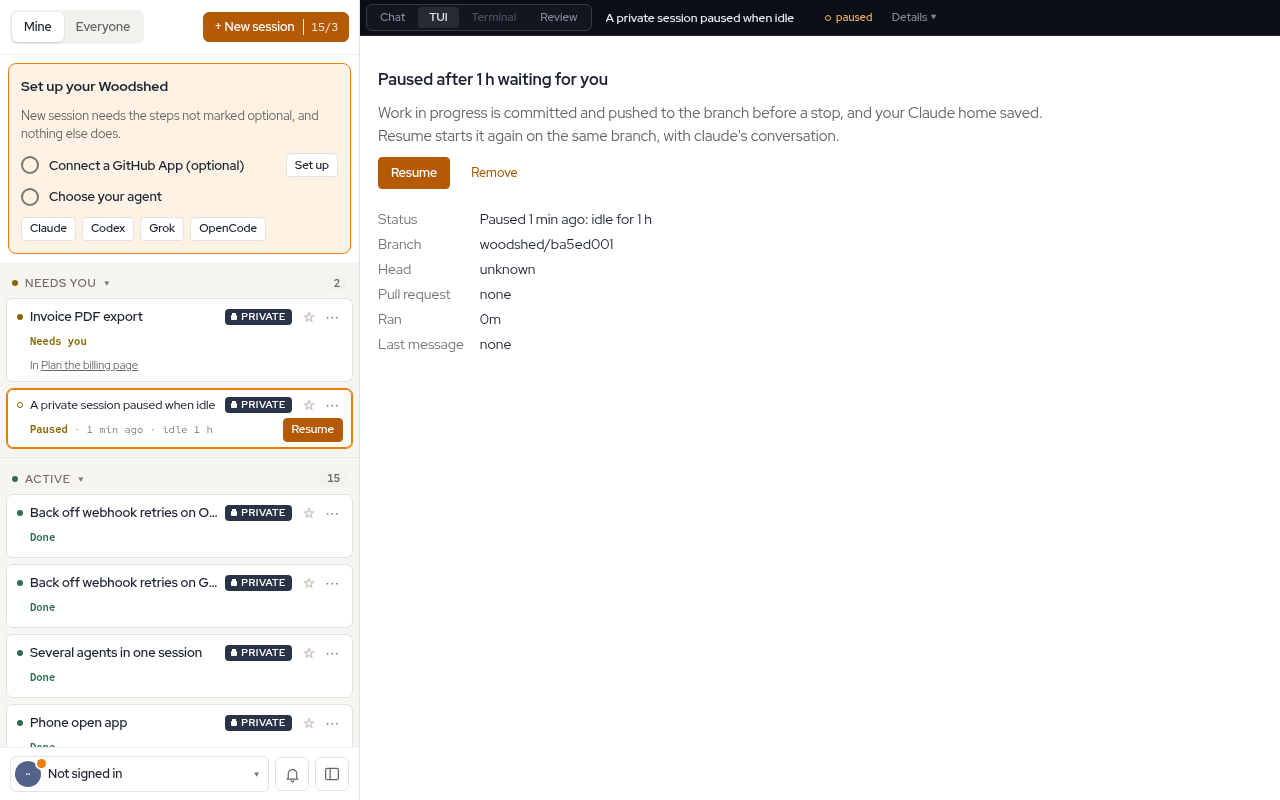 Mine
Everyone
+ New session
15/3
Chat
TUI
Terminal
Review
A private session paused when idle
paused
Details ▾
Set up your Woodshed
New session needs the steps not marked optional, and
nothing else does.
Connect a GitHub App (optional)
Set up
Choose your agent
Claude
Codex
Grok
OpenCode
NEEDS YOU ▾
2
Invoice PDF export
PRIVATE
Needs you
In Plan the billing page
A private session paused when idle
PRIVATE
Paused · 1 min ago · idle 1 h
Resume
ACTIVE ▾
15
Back off webhook retries on O...
PRIVATE
Done
Back off webhook retries on G...
PRIVATE
Done
Several agents in one session
PRIVATE
Done
Phone open app
PRIVATE
Done
Not signed in
Paused after 1 h waiting for you
Work in progress is committed and pushed to the branch before a stop, and your Claude home saved.
Resume starts it again on the same branch, with claude's conversation.
Resume
Remove
Status Paused 1 min ago: idle for 1 h
Branch woodshed/ba5ed001
Head unknown
Pull request none
Ran 0m
Last message none